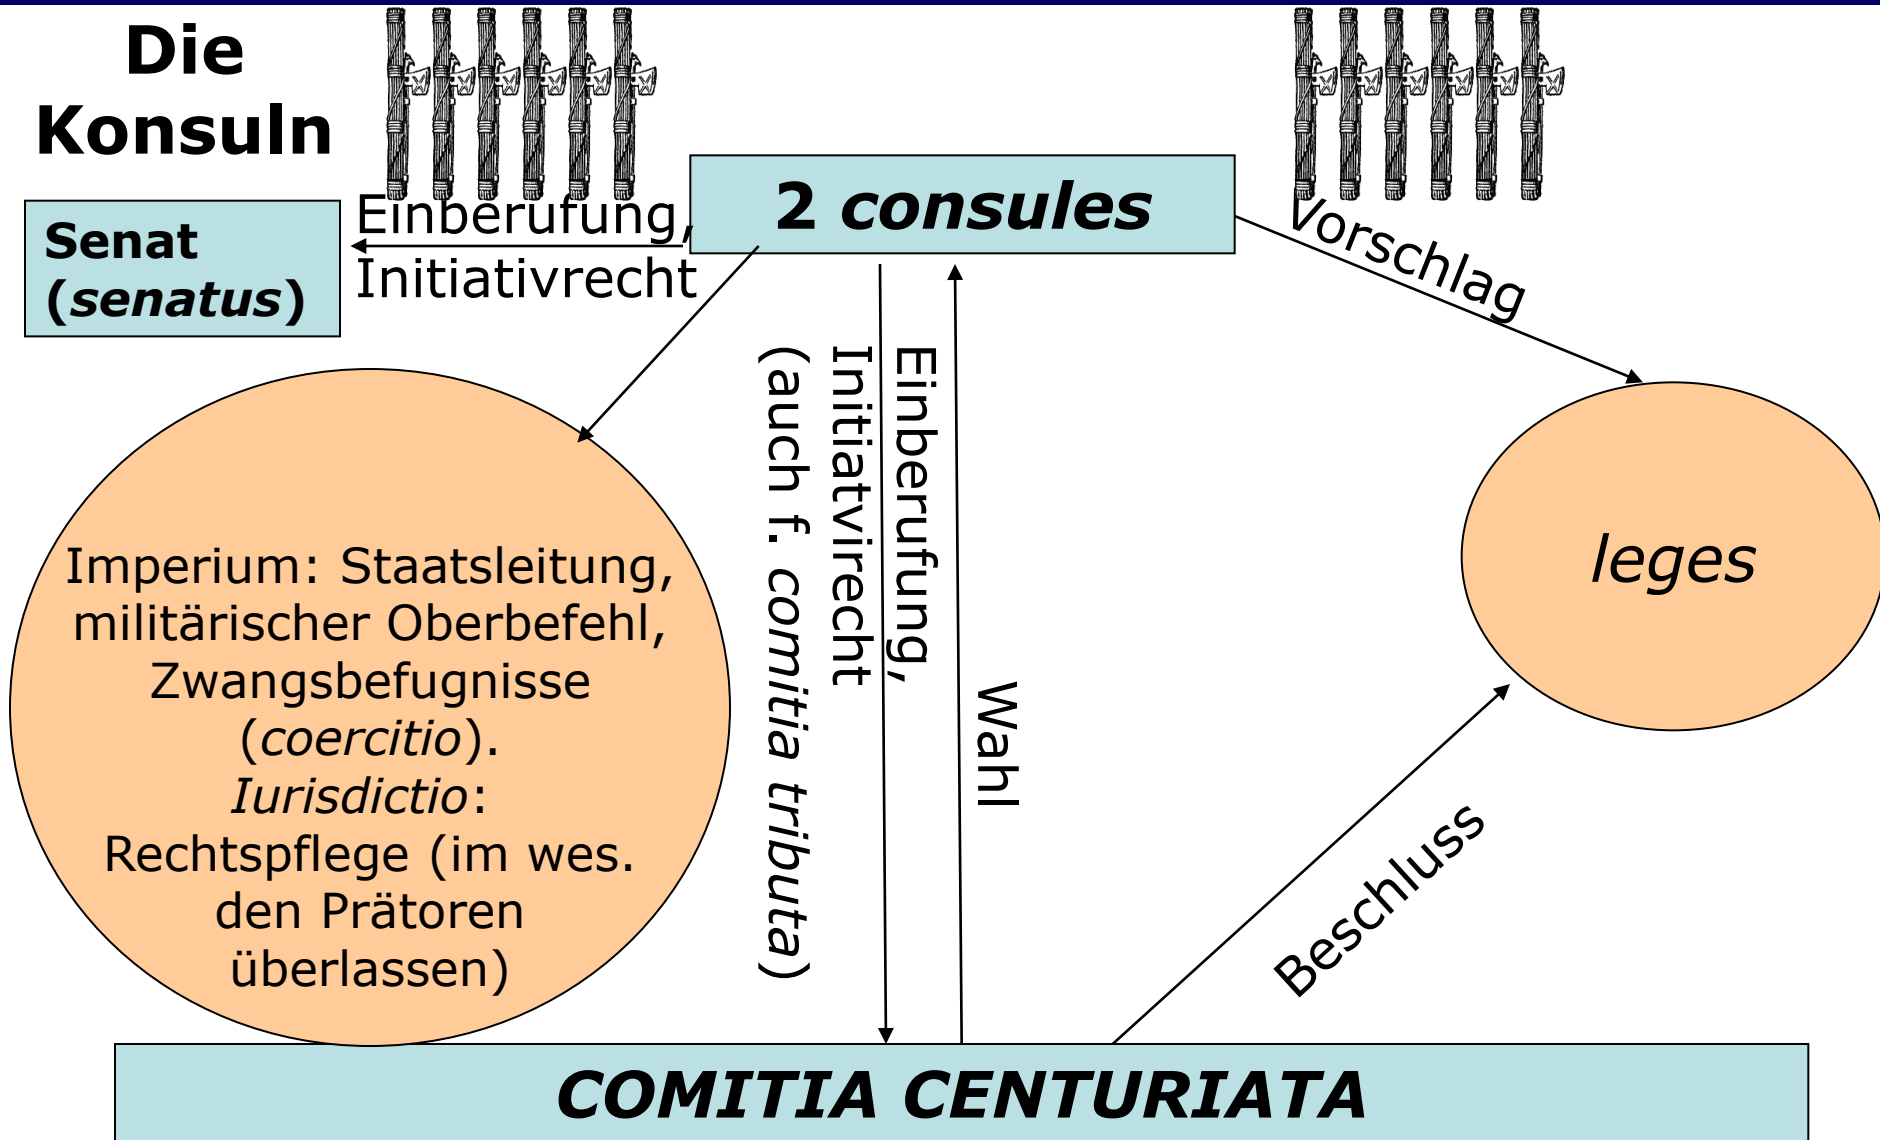 Die
Konsuln
2 consules
Senat
(senatus)
Einberufung,
Initiativrecht
Vorschlag
Einberufung,
Initiatvirecht
(auch f. comitia tributa)
Wahl
Imperium: Staatsleitung,
militärischer Oberbefehl,
Zwangsbefugnisse
(coercitio).
Iurisdictio:
Rechtspflege (im wes.
den Prätoren
überlassen)
leges
Beschluss
COMITIA CENTURIATA